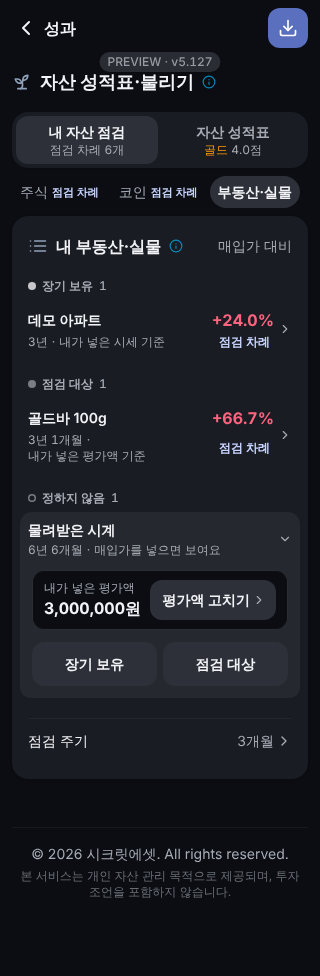 성과
PREVIEW · v5.127
자산 성적표·불리기
내 자산 점검
점검 차례 6개
자산 성적표
골드 4.0점
주식 점검 차례
코인 점검 차례
부동산·실물
내 부동산·실물
매입가 대비
장기 보유 1
데모 아파트
+24.0%
3년 · 내가 넣은 시세 기준
점검 차례
점검 대상 1
골드바 100g
+66.7%
3년 1개월 ·
내가 넣은 평가액 기준
점검 차례
정하지 않음 1
물려받은 시계
6년 6개월 · 매입가를 넣으면 보여요
내가 넣은 평가액
3,000,000원
평가액 고치기
장기 보유
점검 대상
점검 주기
3개월
© 2026 시크릿에셋. All rights reserved.
본 서비스는 개인 자산 관리 목적으로 제공되며, 투자
조언을 포함하지 않습니다.